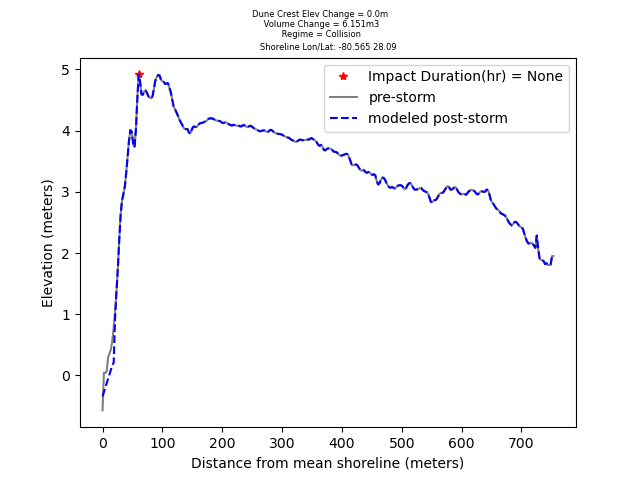 Dune Crest Elev Change = 0.0m
Volume Change = 6.151m3
Regime = Collision
Shoreline Lon/Lat: -80.565 28.09
Impact Duration(hr) = None
pre-storm
modeled post-storm
Elevation (meters)
5
4
3
2
1
0
0 100 200 300 400 500 600 700
Distance from mean shoreline (meters)